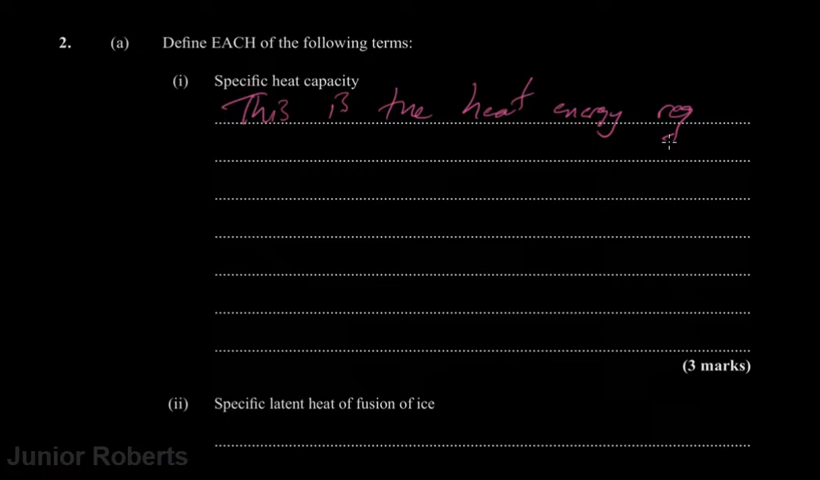 2. (a) Define EACH of the following terms:
(i) Specific heat capacity
This is the heat energy req
(3 marks)
(ii) Specific latent heat of fusion of ice
Junior Roberts